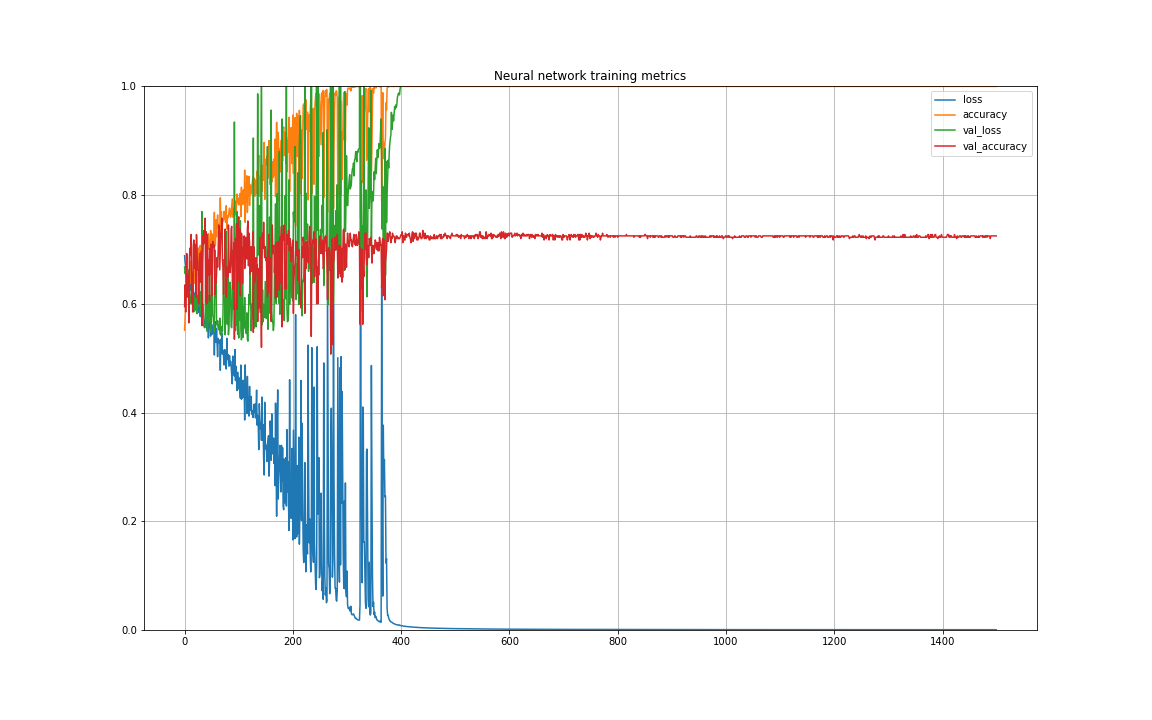 Neural network training metrics
1.0
0.8
0.6
0.4
0.2
0.0
loss
accuracy
val_loss
val_accuracy
0 200 400 600 800 1000 1200 1400